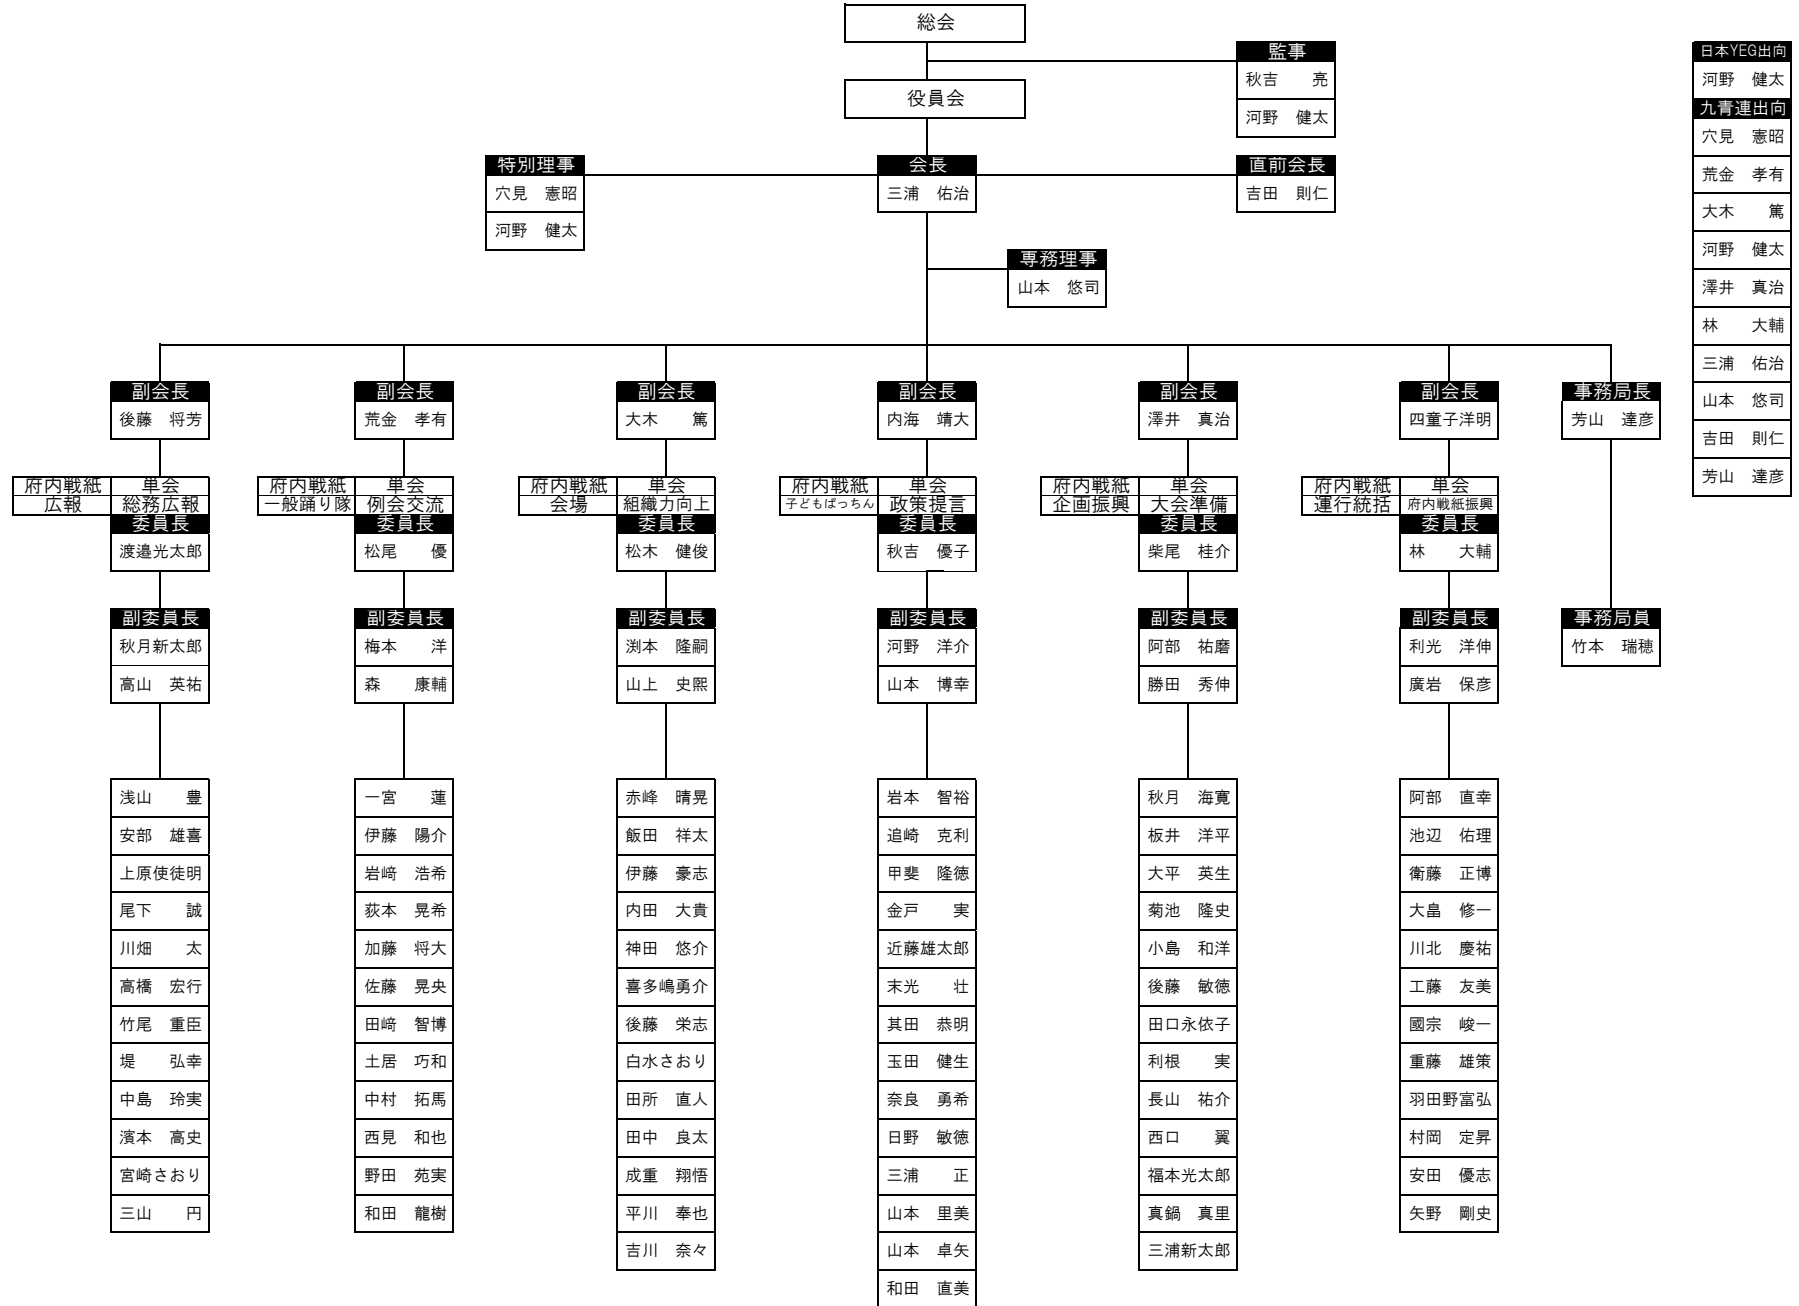 総会
役員会
監事
秋吉　　亮
河野　健太
特別理事
穴見　憲昭
河野　健太
会長
三浦　佑治
直前会長
吉田　則仁
専務理事
山本　悠司
日本YEG出向
河野　健太
九青連出向
穴見　憲昭
荒金　孝有
大木　　篤
河野　健太
澤井　真治
林　　大輔
三浦　佑治
山本　悠司
吉田　則仁
芳山　達彦
副会長
後藤　将芳
府内戦紙　単会
広報　総務広報
委員長
渡邉光太郎
副委員長
秋月新太郎
高山　英祐
浅山　　豊
安部　雄喜
上原使徒明
尾下　　誠
川畑　　太
高橋　宏行
竹尾　重臣
堤　　弘幸
中島　玲実
濱本　高史
宮崎さおり
三山　　円
副会長
荒金　孝有
府内戦紙　単会
一般踊り隊　例会交流
委員長
松尾　　優
副委員長
梅本　　洋
森　　康輔
一宮　　蓮
伊藤　陽介
岩﨑　浩希
荻本　晃希
加藤　将大
佐藤　晃央
田﨑　智博
土居　巧和
中村　拓馬
西見　和也
野田　苑実
和田　龍樹
副会長
大木　　篤
府内戦紙　単会
会場　組織力向上
委員長
松木　健俊
副委員長
渕本　隆嗣
山上　史熙
赤峰　晴晃
飯田　祥太
伊藤　豪志
内田　大貴
神田　悠介
喜多嶋勇介
後藤　栄志
白水さおり
田所　直人
田中　良太
成重　翔悟
平川　奉也
吉川　奈々
副会長
内海　靖大
府内戦紙　単会
子どもばっちん　政策提言
委員長
秋吉　優子
副委員長
河野　洋介
山本　博幸
岩本　智裕
追崎　克利
甲斐　隆徳
金戸　　実
近藤雄太郎
末光　　壮
其田　恭明
玉田　健生
奈良　勇希
日野　敏徳
三浦　　正
山本　里美
山本　卓矢
和田　直美
副会長
澤井　真治
府内戦紙　単会
企画振興　大会準備
委員長
柴尾　桂介
副委員長
阿部　祐磨
勝田　秀伸
秋月　海寛
板井　洋平
大平　英生
菊池　隆史
小島　和洋
後藤　敏徳
田口永依子
利根　　実
長山　祐介
西口　　翼
福本光太郎
真鍋　真里
三浦新太郎
副会長
四童子洋明
府内戦紙　単会
運行統括　府内戦紙振興
委員長
林　　大輔
副委員長
利光　洋伸
廣岩　保彦
阿部　直幸
池辺　佑理
衛藤　正博
大畠　修一
川北　慶祐
工藤　友美
國宗　峻一
重藤　雄策
羽田野富弘
村岡　定昇
安田　優志
矢野　剛史
事務局長
芳山　達彦
事務局員
竹本　瑞穂